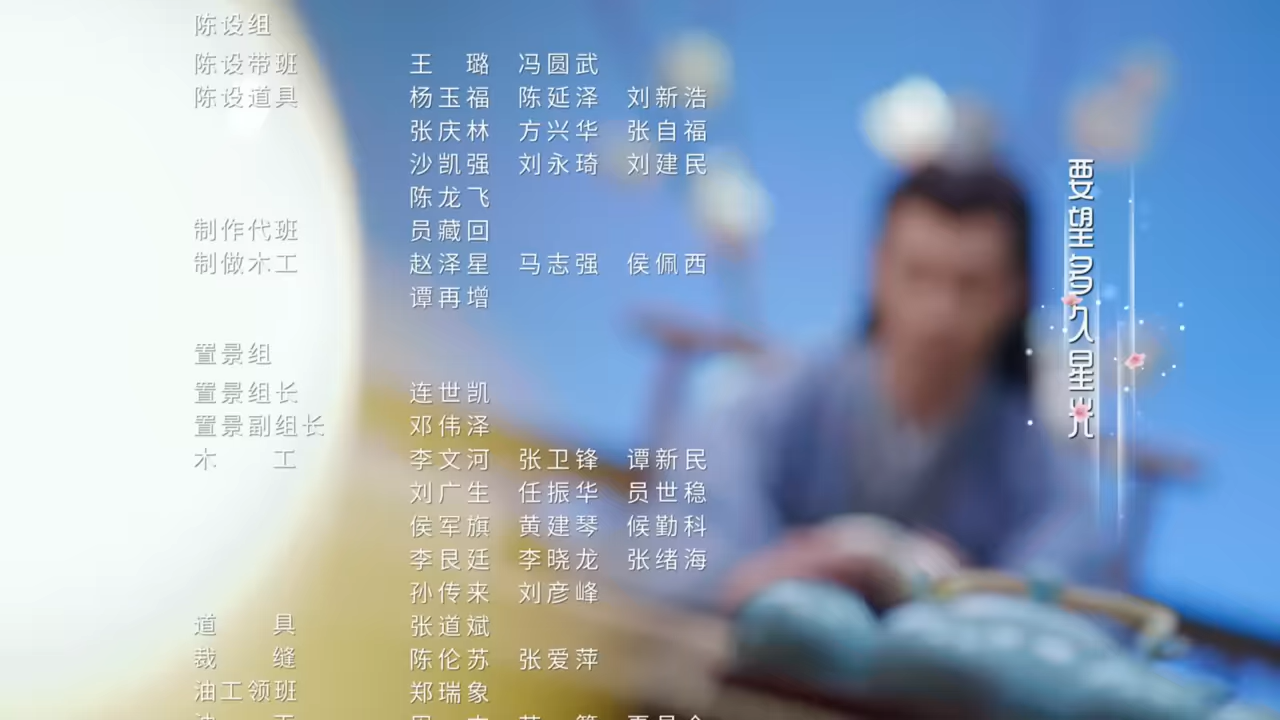 陈设组
陈设带班 王 璐 冯圆武
陈设道具 杨玉福 陈延泽 刘新浩
张庆林 方兴华 张自福
沙凯强 刘永琦 刘建民
陈龙飞
制作代班 员藏回
制做木工 赵泽星 马志强 侯佩西
谭再增
置景组
置景组长 连世凯
置景副组长 邓伟泽
木 工 李文河 张卫锋 谭新民
刘广生 任振华 员世稳
侯军旗 黄建琴 候勤科
李艮廷 李晓龙 张绪海
孙传来 刘彦峰
道 具 张道斌
裁 缝 陈伦苏 张爱萍
油工领班 郑瑞象
要望多久星光